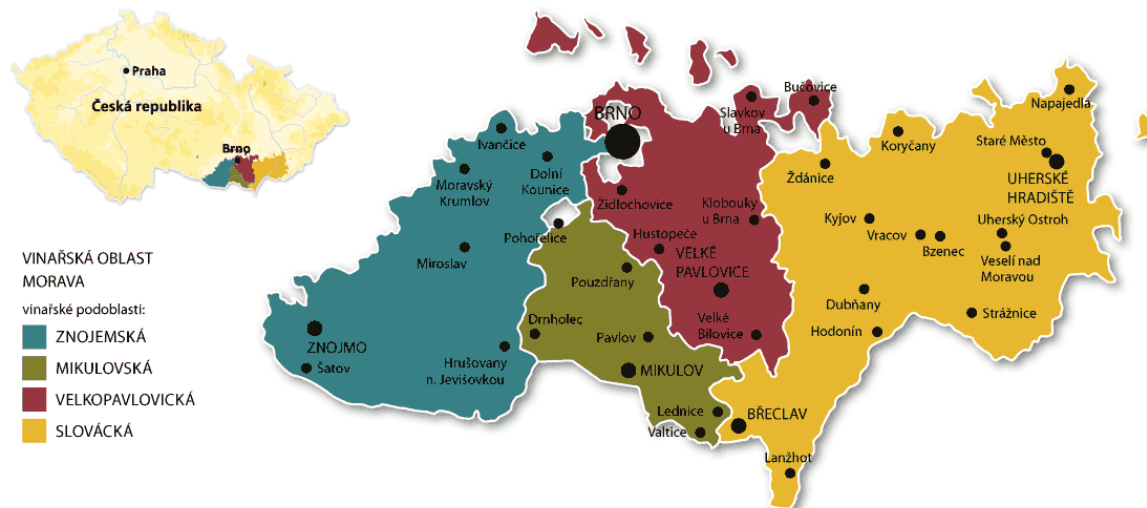 Praha
Česká republika
Brno
VINAŘSKÁ OBLAST
MORAVA
vinařské podoblasti:
ZNOJEMSKÁ
MIKULOVSKÁ
VELKOPAVLOVICKÁ
SLOVÁCKÁ
Ivančice
Dolní
Kounice
Moravský
Krumlov
Pohořelice
Miroslav
ZNOJMO
Šatov
Hrušovany
n. Jevišovkou
BRNO
Slavkov
u Brna
Bučovice
Židlochovice
Klobouky
u Brna
Hustopeče
VELKÉ
PAVLOVICE
Velké
Bílovice
Pouzdřany
Drnholec
Pavlov
MIKULOV
Lednice
Valtice
Napajedla
Koryčany
Staré Město
UHERSKÉ
HRADIŠTĚ
Ždánice
Kyjov
Vracov
Bzenec
Uherský Ostroh
Veselí nad
Moravou
Dubňany
Strážnice
Hodonín
BŘECLAV
Lanžhot